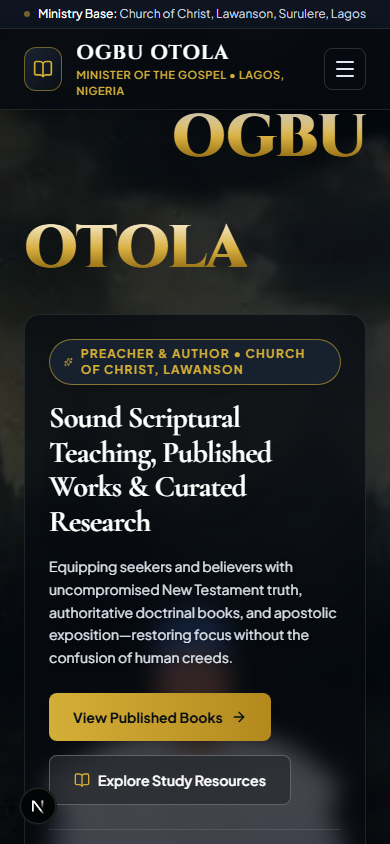 Ministry Base: Church of Christ, Lawanson, Surulere, Lagos
OGBU OTOLA
MINISTER OF THE GOSPEL • LAGOS,
NIGERIA
OGBU
OTOLA
PREACHER & AUTHOR • CHURCH
OF CHRIST, LAWANSON
Sound Scriptural
Teaching, Published
Works & Curated
Research
Equipping seekers and believers with
uncompromised New Testament truth,
authoritative doctrinal books, and apostolic
exposition—restoring focus without the
confusion of human creeds.
View Published Books →
Explore Study Resources
N